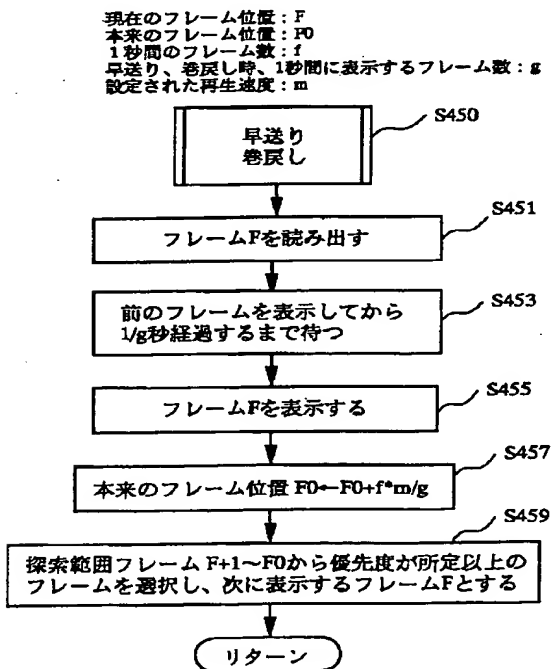 現在のフレーム位置：F
本来のフレーム位置：F0
1秒間のフレーム数：f
早送り、巻戻し時、1秒間に表示するフレーム数：g
設定された再生速度：m
S450
早送り
巻戻し
S451
フレームFを読み出す
S453
前のフレームを表示してから
1/g秒経過するまで待つ
S455
フレームFを表示する
S457
本来のフレーム位置 F0←F0+f*m/g
S459
探索範囲フレーム F+1〜F0から優先度が所定以上の
フレームを選択し、次に表示するフレームFとする
リターン